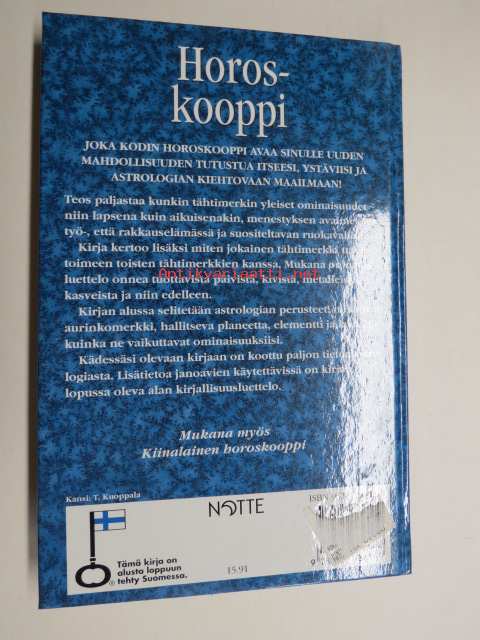 Horos-
kooppi
JOKA KODIN HOROSKOOPPI AVAA SINULLE UUDEN
MAHDOLLISUUDEN TUTUSTUA ITSEESI, YSTÄVIISI JA
ASTROLOGIAN KIEHTOVAAN MAAILMAAN!
Teos paljastaa kunkin tähtimerkin yleiset ominaisuudet
niin lapsena kuin aikuisenakin, menestyksen
työ-, että rakkauselämässä ja suositeltavan
Kirja kertoo lisäksi miten jokainen tähtimerkki
toimeen toisten tähtimerkkien kanssa. Mukana
luettelo onnea tuottavista päivistä, kivistä,
kasveista ja niin edelleen.
Kirjan alussa selitetään astrologian
aurinkomerkki, hallitseva planeetta, elementti ja
kuinka ne vaikuttavat ominaisuuksiisi.
Kädessäsi olevaan kirjaan on koottu paljon
logiasta. Lisätietoa janoavien käytettävissä on
lopussa oleva alan kirjallisuusluettelo.
Antikvariaatti.net
Mukana myös
Kiinalainen horoskooppi
Kansi: T. Kuoppala
NOTTE
ISBN
® Tämä kirja on
alusta loppuun
tehty Suomessa.
15.91
9